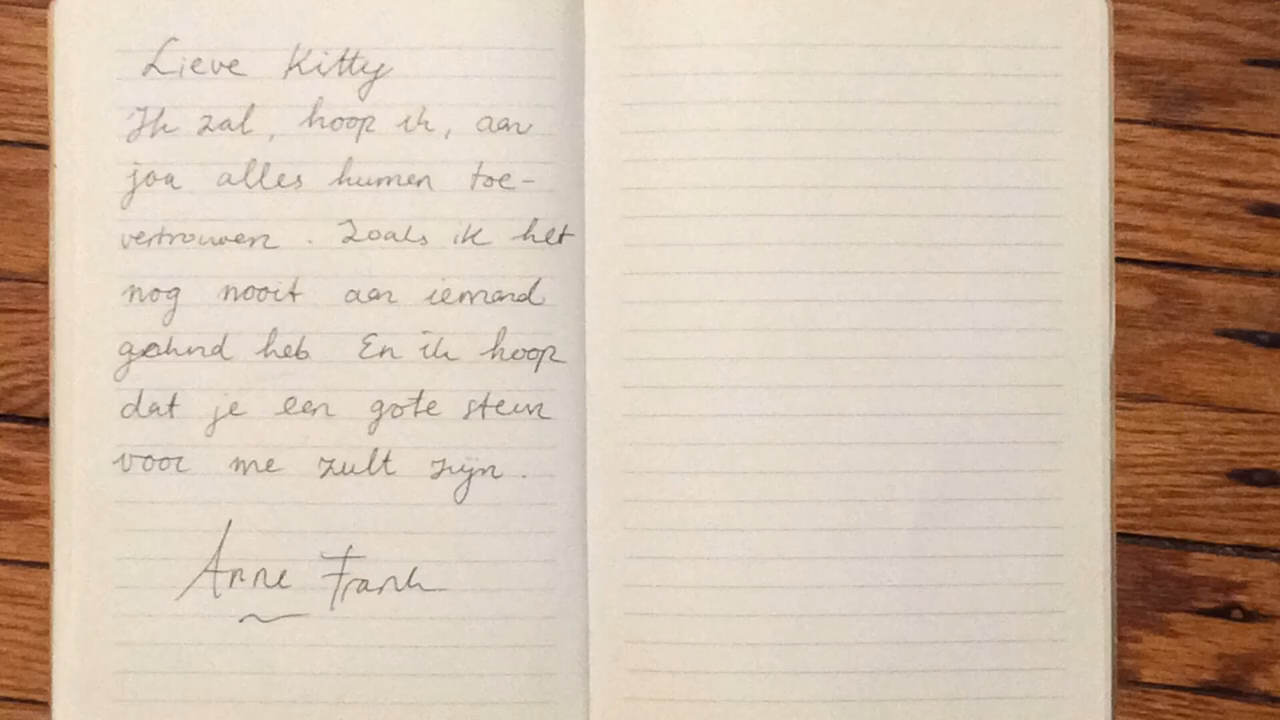 Lieve Kitty
Ik zal, hoop ik, aan
jou alles kunnen toe-
vertrouwen. Zoals ik het
nog nooit aan iemand
gekund heb En ik hoop
dat je een gote steun
voor me zult zijn.
Anne Frank